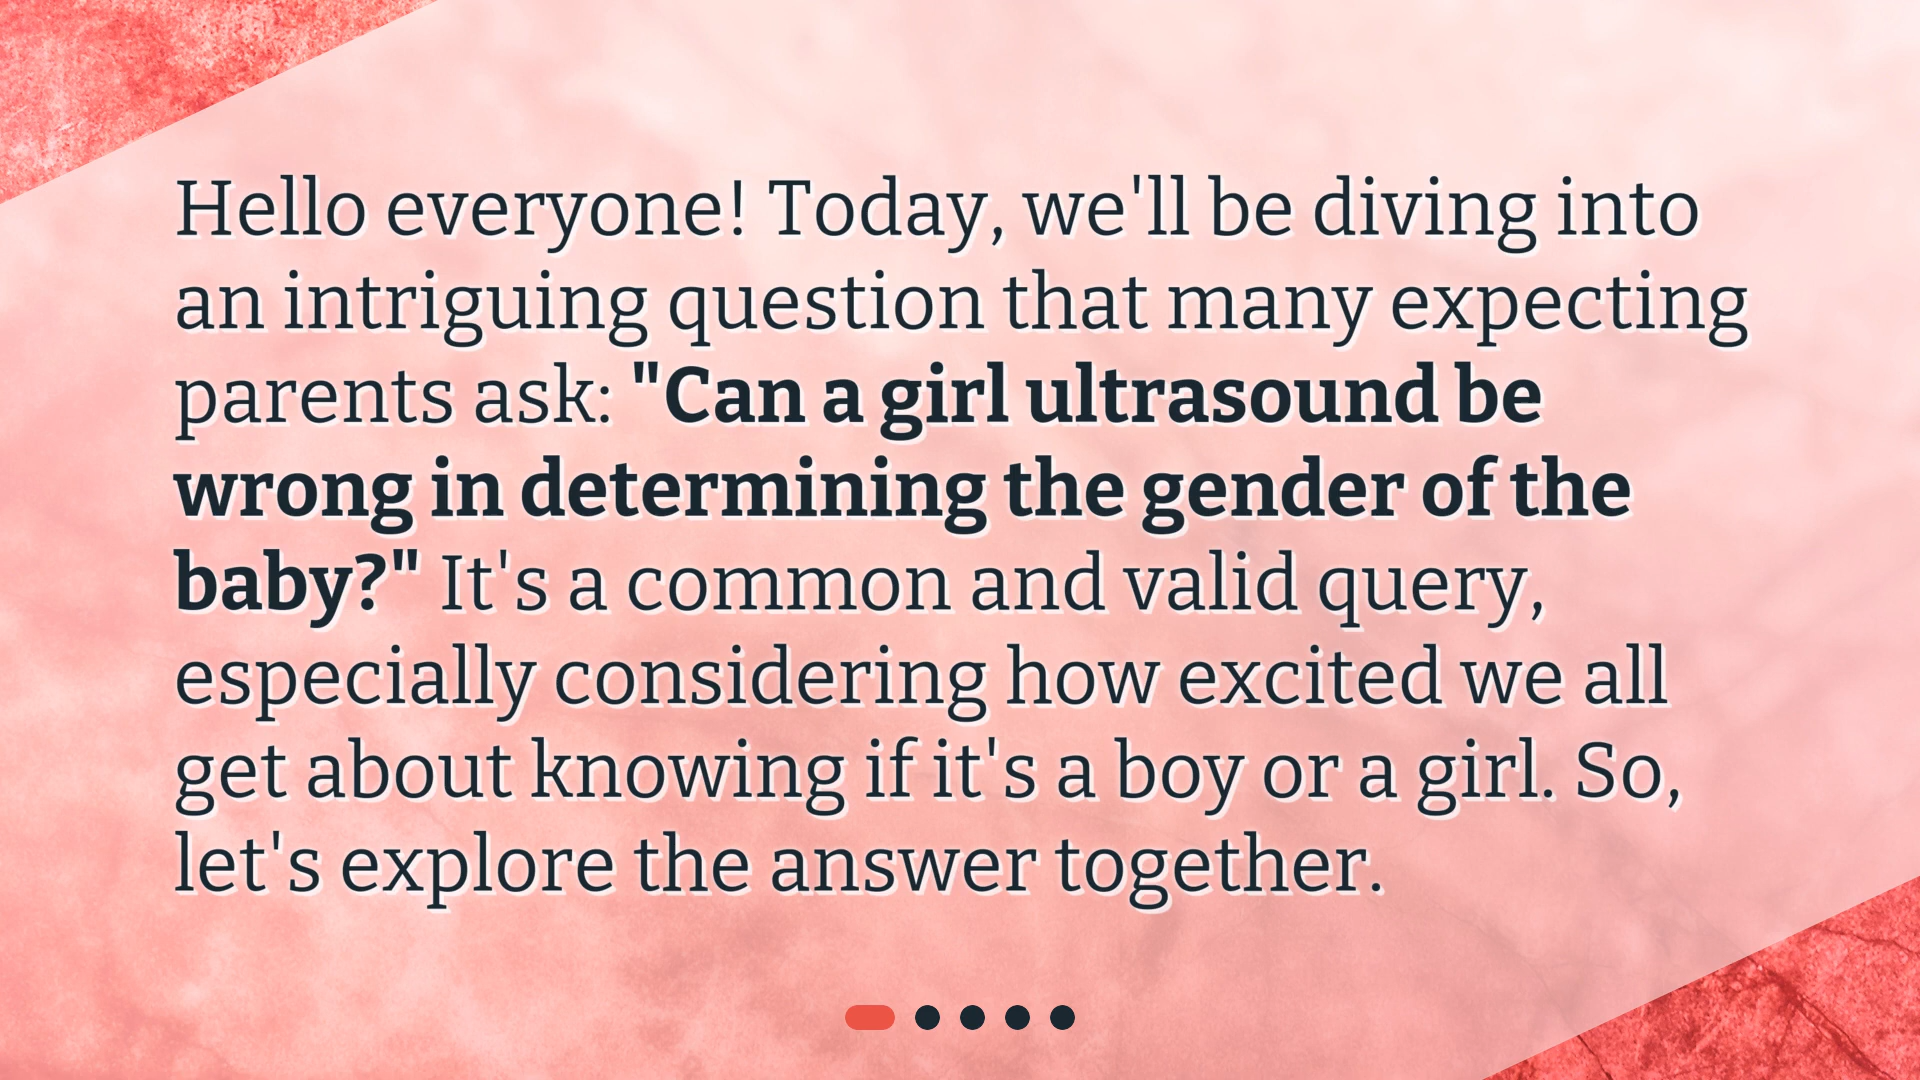 Hello everyone! Today, we'll be diving into
an intriguing question that many expecting
parents ask: "Can a girl ultrasound be
wrong in determining the gender of the
baby?" It's a common and valid query,
especially considering how excited we all
get about knowing if it's a boy or a girl. So,
let's explore the answer together.